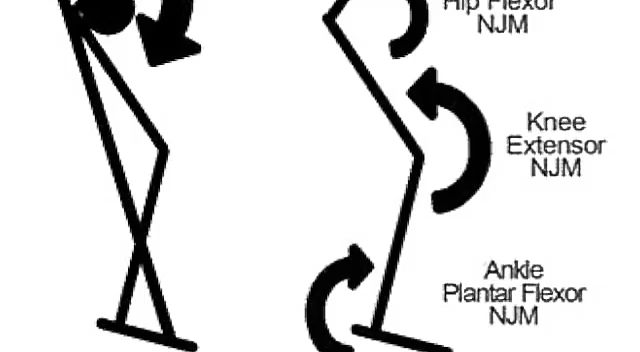 Hip Flexor
NJM
Knee
Extensor
NJM
Ankle
Plantar Flexor
NJM